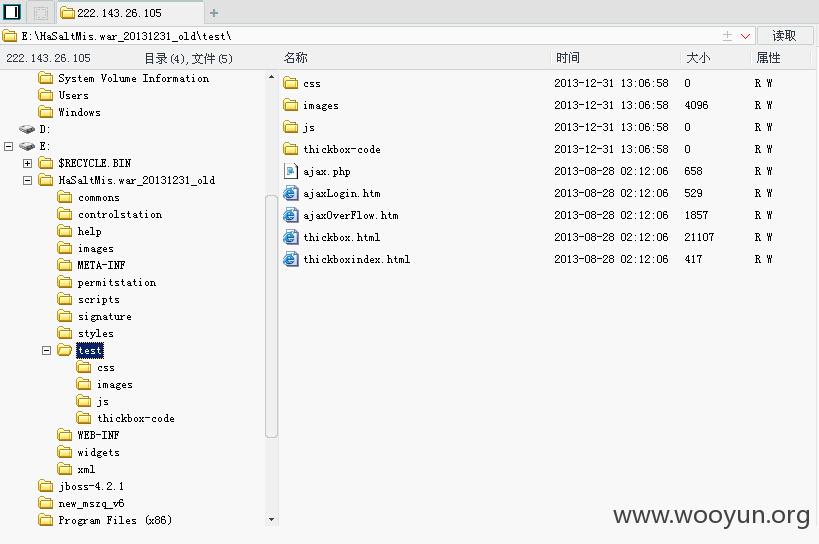 222.143.26.105
E:\HaSaltMis.war_20131231_old\test\ 读取
222.143.26.105 目录(4),文件(5)
System Volume Information
Users
Windows
D:
E:
$RECYCLE.BIN
HaSaltMis.war_20131231_old
commons
controlstation
help
images
META-INF
permitstation
scripts
signature
styles
test
css
images
js
thickbox-code
WEB-INF
widgets
xml
jboss-4.2.1
new_mszq_v6
Program Files (x86)
名称 时间 大小 属性
css 2013-12-31 13:06:58 0 R W
images 2013-12-31 13:06:58 4096 R W
js 2013-12-31 13:06:58 0 R W
thickbox-code 2013-12-31 13:06:58 0 R W
ajax.php 2013-08-28 02:12:06 658 R W
ajaxLogin.htm 2013-08-28 02:12:06 529 R W
ajaxOverFlow.htm 2013-08-28 02:12:06 1857 R W
thickbox.html 2013-08-28 02:12:06 21107 R W
thickboxindex.html 2013-08-28 02:12:06 417 R W
www.wooyun.org